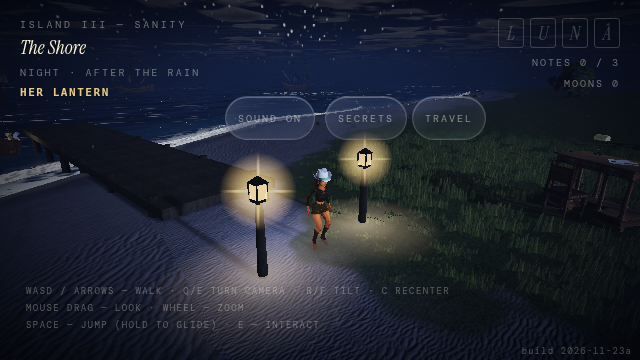 ISLAND III — SANITY
The Shore
NIGHT · AFTER THE RAIN
HER LANTERN
L U N A
NOTES 0 / 3
MOONS 0
SOUND ON
SECRETS
TRAVEL
WASD / ARROWS — WALK · Q/E TURN CAMERA · R/F TILT · C RECENTER
MOUSE DRAG — LOOK · WHEEL — ZOOM
SPACE — JUMP (HOLD TO GLIDE) · E — INTERACT
build 2026-11-23a